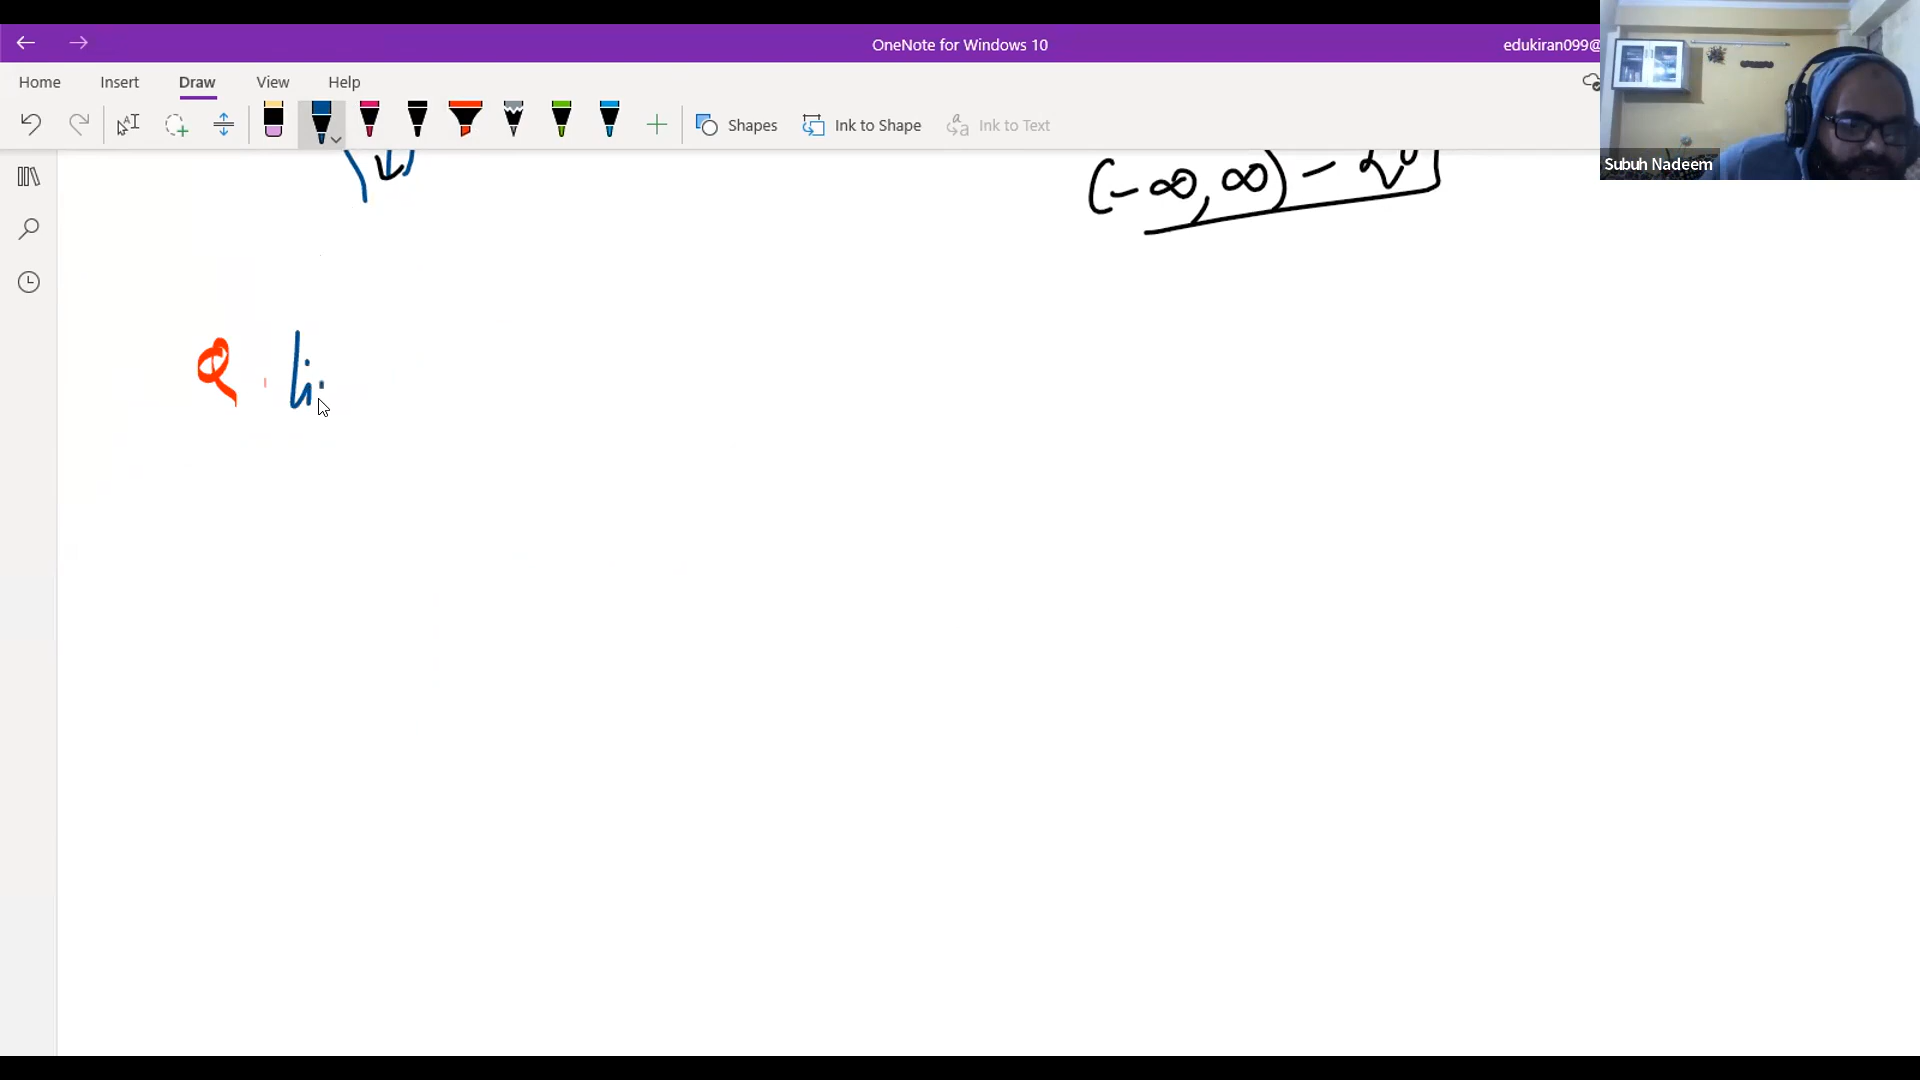 OneNote for Windows 10
edukiran099@
Home Insert Draw View Help
Shapes Ink to Shape Ink to Text
Subuh Nadeem
(-∞, ∞) -
Q. li